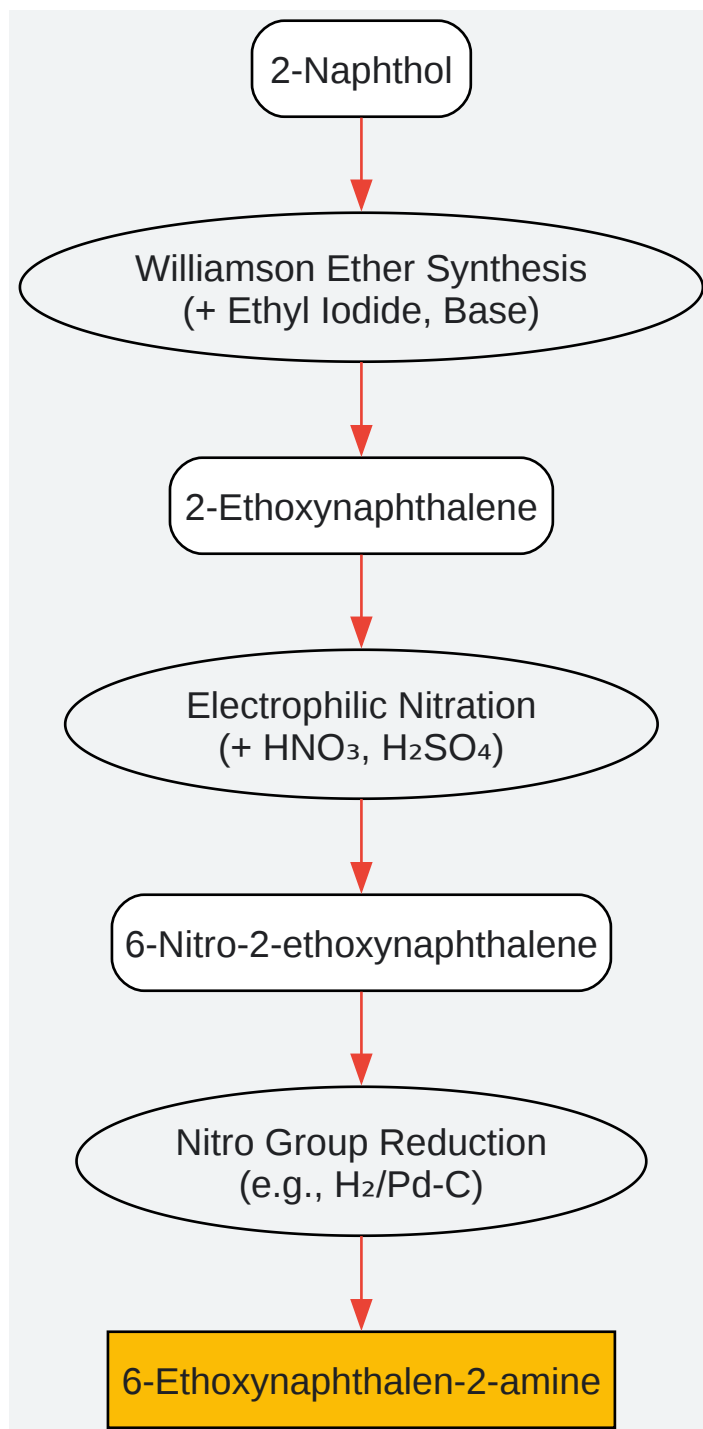 2-Naphthol
Williamson Ether Synthesis
(+ Ethyl Iodide, Base)
2-Ethoxynaphthalene
Electrophilic Nitration
(+ HNO₃, H₂SO₄)
6-Nitro-2-ethoxynaphthalene
Nitro Group Reduction
(e.g., H₂/Pd-C)
6-Ethoxynaphthalen-2-amine